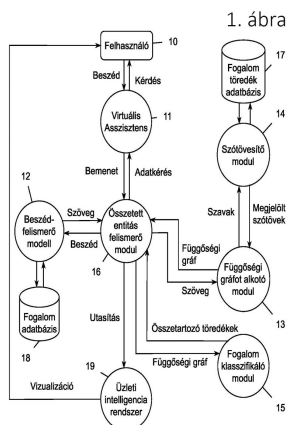 1. ábra
Felhasználó
10
17
Fogalom
töredék
adatbázis
Beszéd
Kérdés
Virtuális
Asszisztens
11
14
Szótövesítő
modul
Bemenet
Adatkérés
12
Beszéd-
felismerő
modell
Szöveg
Beszéd
Összetett
entitás
felismerő
modul
16
Szavak
Megjelölt
szótövek
Függőségi
gráf
Szöveg
Függőségi
gráfot alkotó
modul
13
Fogalom
adatbázis
18
Utasítás
Összetartozó töredékek
Függőségi gráf
Fogalom
klasszifikáló
modul
15
Vizualizáció
19
Üzleti
intelligencia
rendszer